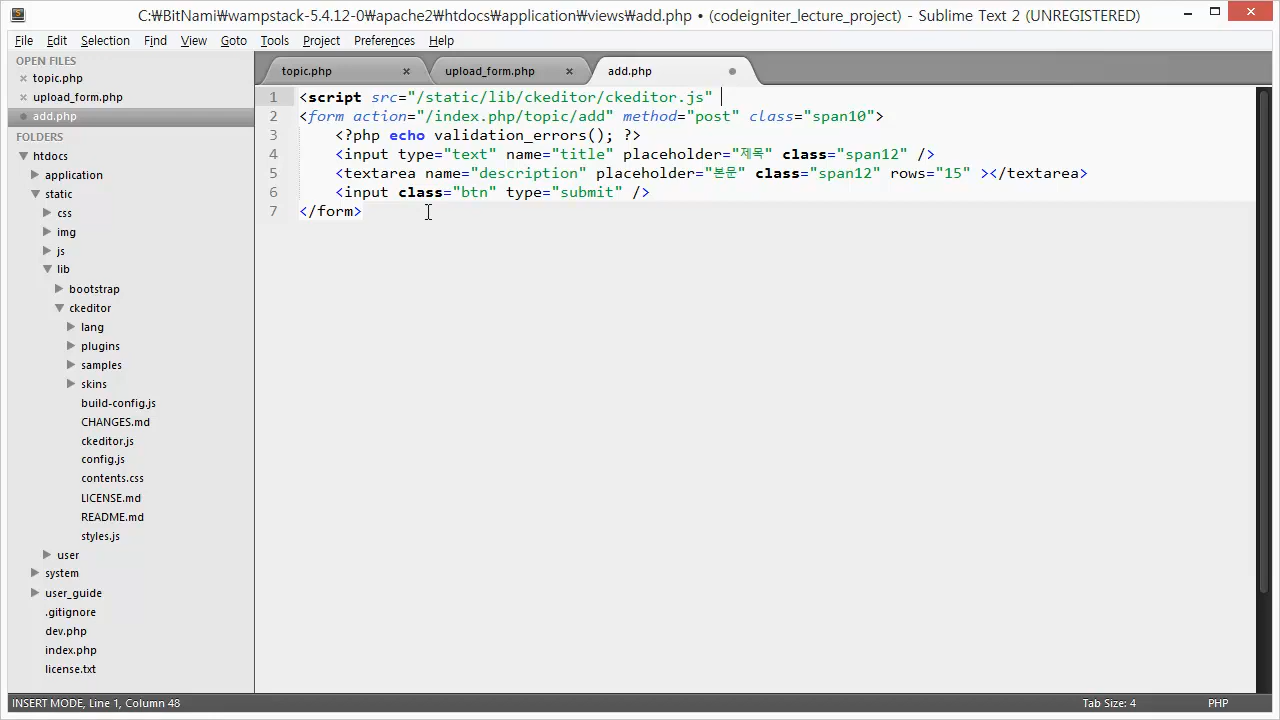 C:₩BitNami₩wampstack-5.4.12-0₩apache2₩htdocs₩application₩views₩add.php • (codeigniter_lecture_project) - Sublime Text 2 (UNREGISTERED)
File Edit Selection Find View Goto Tools Project Preferences Help
OPEN FILES
topic.php
upload_form.php
add.php
FOLDERS
htdocs
application
static
css
img
js
lib
bootstrap
ckeditor
lang
plugins
samples
skins
build-config.js
CHANGES.md
ckeditor.js
config.js
contents.css
LICENSE.md
README.md
styles.js
user
system
user_guide
.gitignore
dev.php
index.php
license.txt
topic.php × upload_form.php × add.php
1 <script src="/static/lib/ckeditor/ckeditor.js"
2 <form action="/index.php/topic/add" method="post" class="span10">
3 <?php echo validation_errors(); ?>
4 <input type="text" name="title" placeholder="제목" class="span12" />
5 <textarea name="description" placeholder="본문" class="span12" rows="15" ></textarea>
6 <input class="btn" type="submit" />
7 </form>
INSERT MODE, Line 1, Column 48 Tab Size: 4 PHP